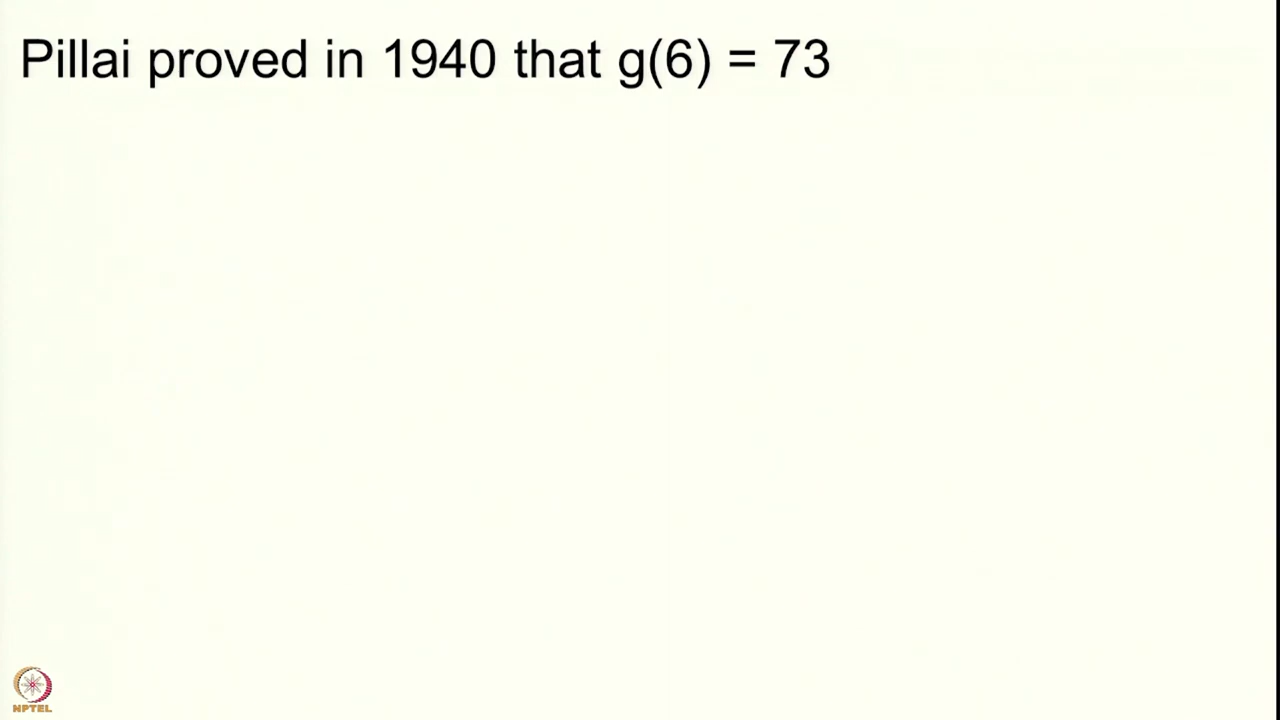 Pillai proved in 1940 that g(6) = 73
NPTEL